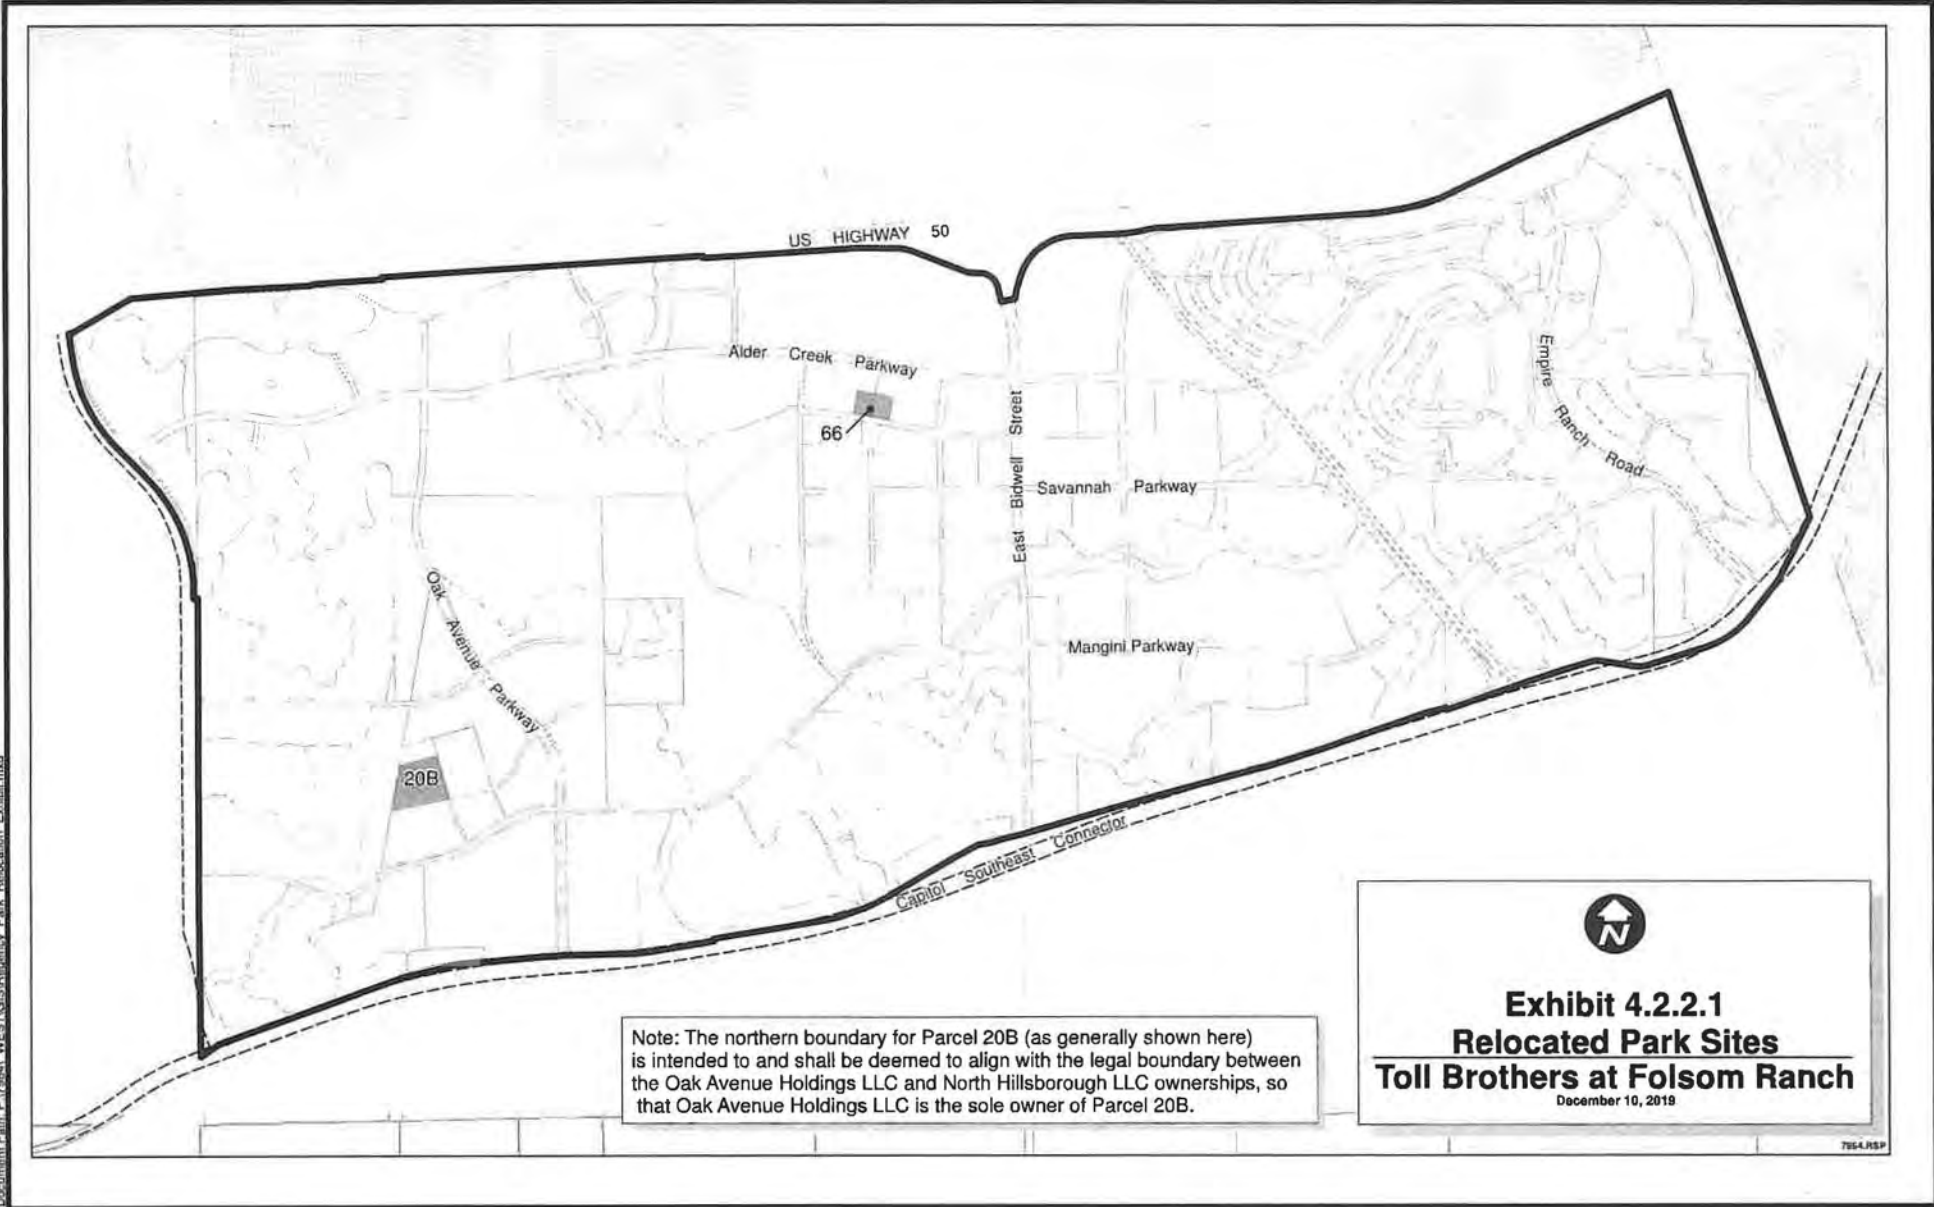 US HIGHWAY 50
Alder Creek Parkway
66
East Bidwell Street
Savannah Parkway
Empire Ranch Road
Oak Avenue Parkway
Mangini Parkway
20B
Capitol Southeast Connector
N
Note: The northern boundary for Parcel 20B (as generally shown here)
is intended to and shall be deemed to align with the legal boundary between
the Oak Avenue Holdings LLC and North Hillsborough LLC ownerships, so
that Oak Avenue Holdings LLC is the sole owner of Parcel 20B.
Exhibit 4.2.2.1
Relocated Park Sites
Toll Brothers at Folsom Ranch
December 10, 2019